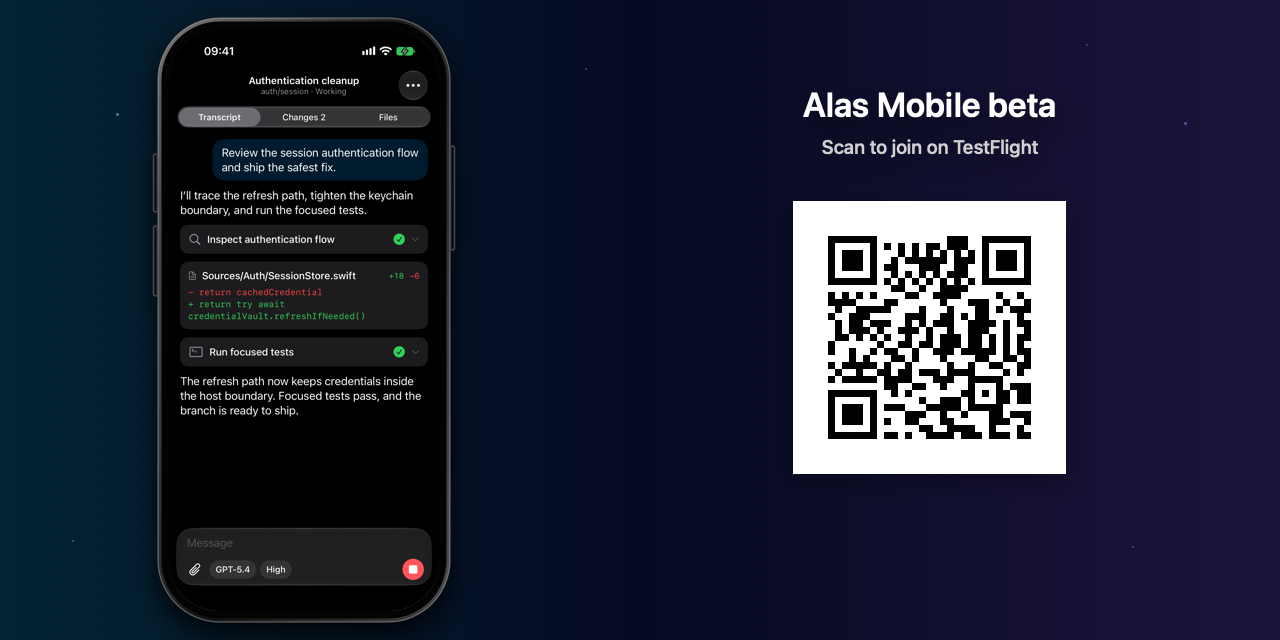 09:41
Authentication cleanup
auth/session · Working
Transcript
Changes 2
Files
Review the session authentication flow
and ship the safest fix.
I'll trace the refresh path, tighten the keychain
boundary, and run the focused tests.
Inspect authentication flow
Sources/Auth/SessionStore.swift +18 −6
− return cachedCredential
+ return try await
credentialVault.refreshIfNeeded()
Run focused tests
The refresh path now keeps credentials inside
the host boundary. Focused tests pass, and the
branch is ready to ship.
Message
GPT-5.4
High
Alas Mobile beta
Scan to join on TestFlight